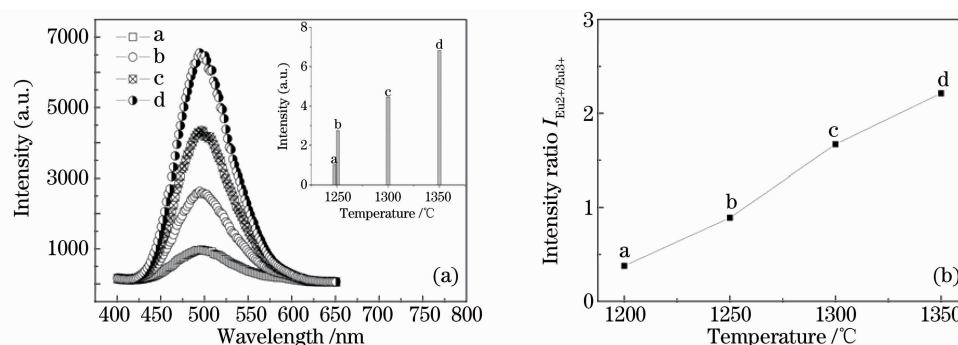 7000
5000
3000
1000
Intensity (a.u.)
a
b
c
d
8
6
4
2
0
Intensity (a.u.)
a
b
c
d
1250
1300
1350
Temperature /℃
(a)
400 450 500 550 600 650 700 750 800
Wavelength /nm
3
2
1
0
Intensity ratio I Eu2+/Eu3+
a
b
c
d
(b)
1200
1250
1300
1350
Temperature /℃